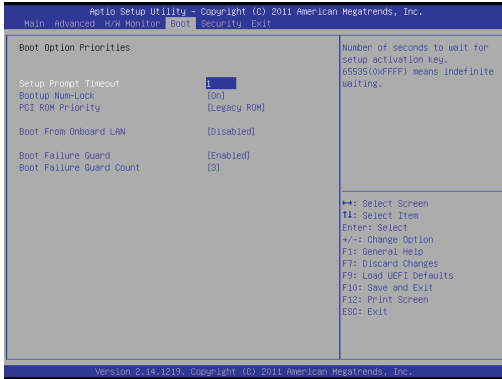 Aptio Setup Utility – Copyright (C) 2011 American Megatrends, Inc.
Main Advanced H/W Monitor Boot Security Exit
Boot Option Priorities
Setup Prompt Timeout 1
Bootup Num-Lock [On]
PCI ROM Priority [Legacy ROM]
Boot From Onboard LAN [Disabled]
Boot Failure Guard [Enabled]
Boot Failure Guard Count [3]
Number of seconds to wait for
setup activation key.
65535(0xFFFF) means indefinite
waiting.
↔: Select Screen
↑↓: Select Item
Enter: Select
+/-: Change Option
F1: General Help
F7: Discard Changes
F9: Load UEFI Defaults
F10: Save and Exit
F12: Print Screen
ESC: Exit
Version 2.14.1219. Copyright (C) 2011 American Megatrends, Inc.